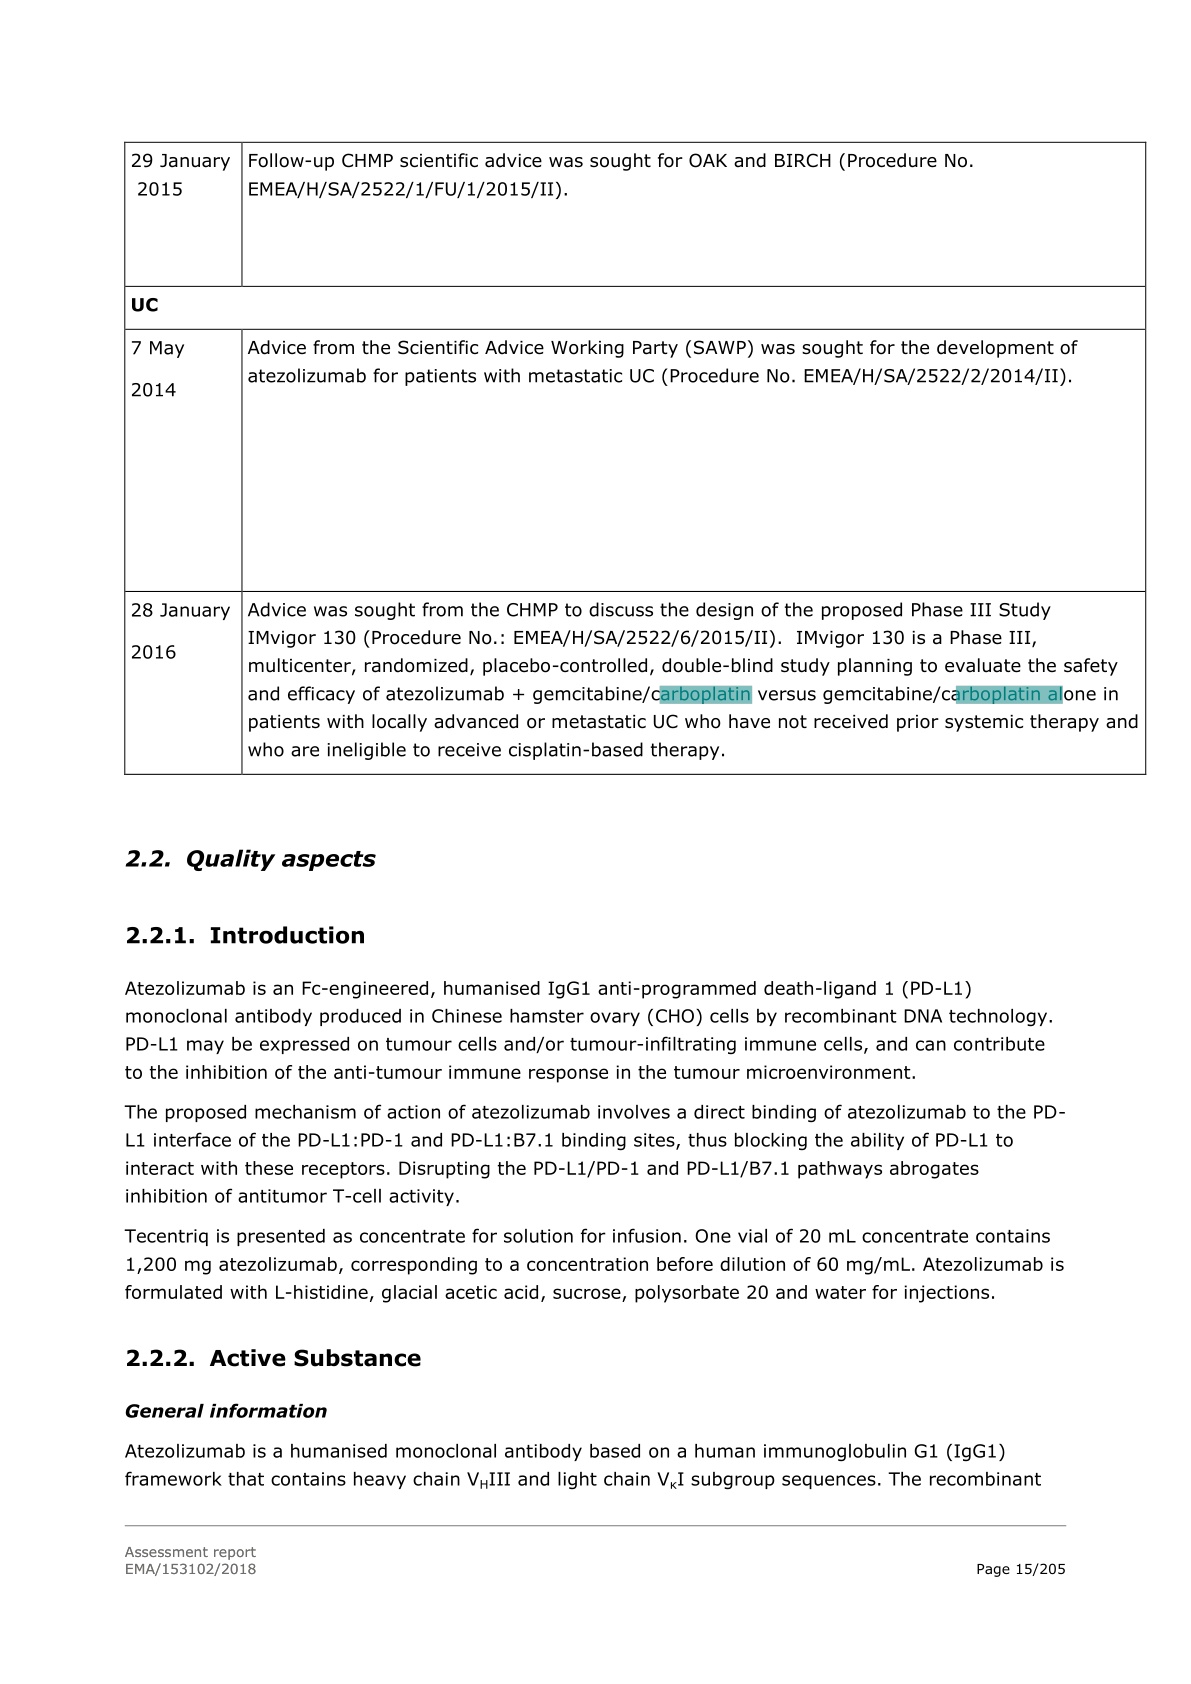 29 January
2015
Follow-up CHMP scientific advice was sought for OAK and BIRCH (Procedure No.
EMEA/H/SA/2522/1/FU/1/2015/II).
UC
7 May
2014
Advice from the Scientific Advice Working Party (SAWP) was sought for the development of
atezolizumab for patients with metastatic UC (Procedure No. EMEA/H/SA/2522/2/2014/II).
28 January
2016
Advice was sought from the CHMP to discuss the design of the proposed Phase III Study
IMvigor 130 (Procedure No.: EMEA/H/SA/2522/6/2015/II).  IMvigor 130 is a Phase III,
multicenter, randomized, placebo-controlled, double-blind study planning to evaluate the safety
and efficacy of atezolizumab + gemcitabine/carboplatin versus gemcitabine/carboplatin alone in
patients with locally advanced or metastatic UC who have not received prior systemic therapy and
who are ineligible to receive cisplatin-based therapy.
2.2. Quality aspects
2.2.1. Introduction
Atezolizumab is an Fc-engineered, humanised IgG1 anti-programmed death-ligand 1 (PD-L1)
monoclonal antibody produced in Chinese hamster ovary (CHO) cells by recombinant DNA technology.
PD-L1 may be expressed on tumour cells and/or tumour-infiltrating immune cells, and can contribute
to the inhibition of the anti-tumour immune response in the tumour microenvironment.
The proposed mechanism of action of atezolizumab involves a direct binding of atezolizumab to the PD-
L1 interface of the PD-L1:PD-1 and PD-L1:B7.1 binding sites, thus blocking the ability of PD-L1 to
interact with these receptors. Disrupting the PD-L1/PD-1 and PD-L1/B7.1 pathways abrogates
inhibition of antitumor T-cell activity.
Tecentriq is presented as concentrate for solution for infusion. One vial of 20 mL concentrate contains
1,200 mg atezolizumab, corresponding to a concentration before dilution of 60 mg/mL. Atezolizumab is
formulated with L-histidine, glacial acetic acid, sucrose, polysorbate 20 and water for injections.
2.2.2. Active Substance
General information
Atezolizumab is a humanised monoclonal antibody based on a human immunoglobulin G1 (IgG1)
framework that contains heavy chain VHIII and light chain VκI subgroup sequences. The recombinant
Assessment report
EMA/153102/2018
Page 15/205